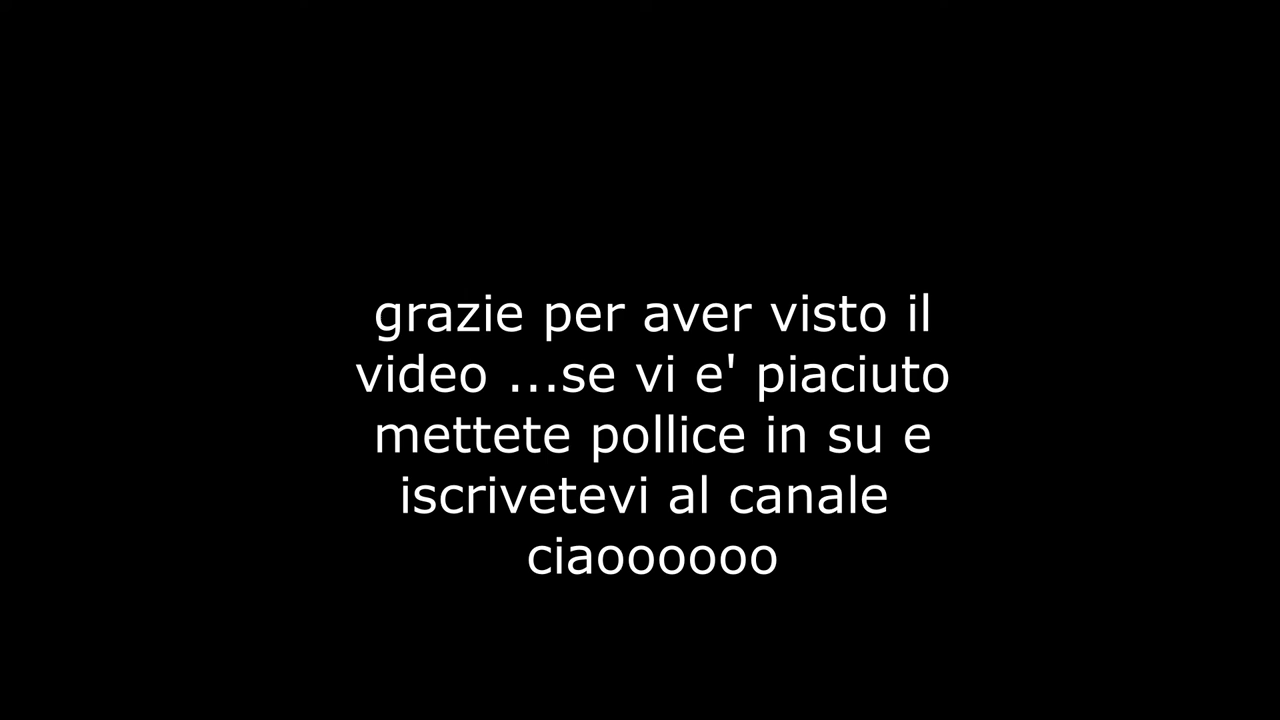 grazie per aver visto il
video ...se vi e' piaciuto
mettete pollice in su e
iscrivetevi al canale
ciaoooooo